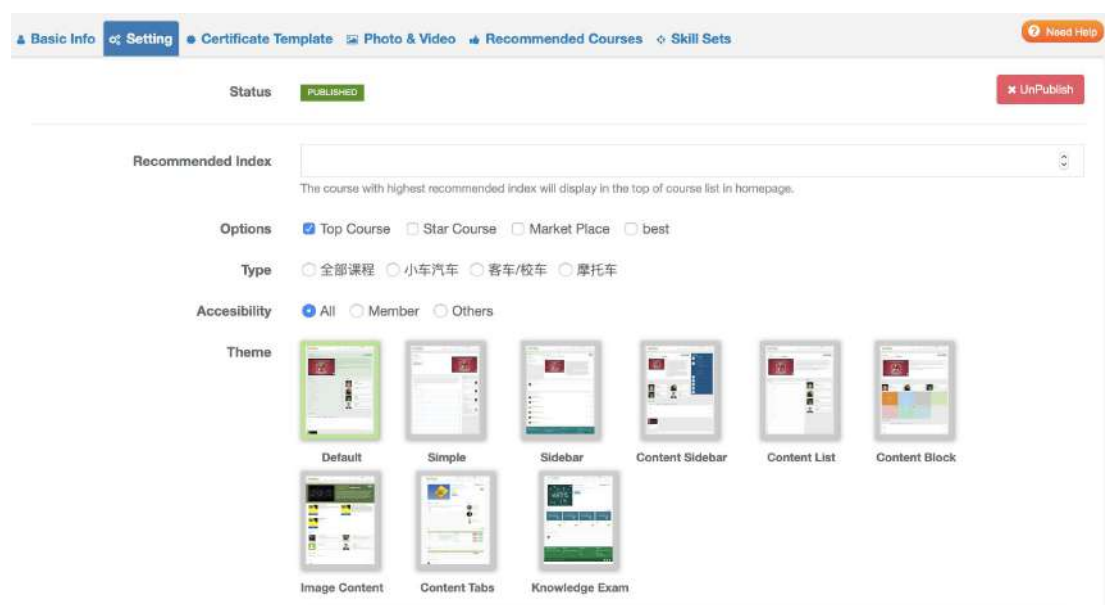 Basic Info Setting Certificate Template Photo & Video Recommended Courses Skill Sets Need Help
Status PUBLISHED UnPublish
Recommended Index
The course with highest recommended index will display in the top of course list in homepage.
Options Top Course Star Course Market Place best
Type 全部课程 小车汽车 客车/校车 摩托车
Accesibility All Member Others
Theme
Default Simple Sidebar Content Sidebar Content List Content Block
Image Content Content Tabs Knowledge Exam